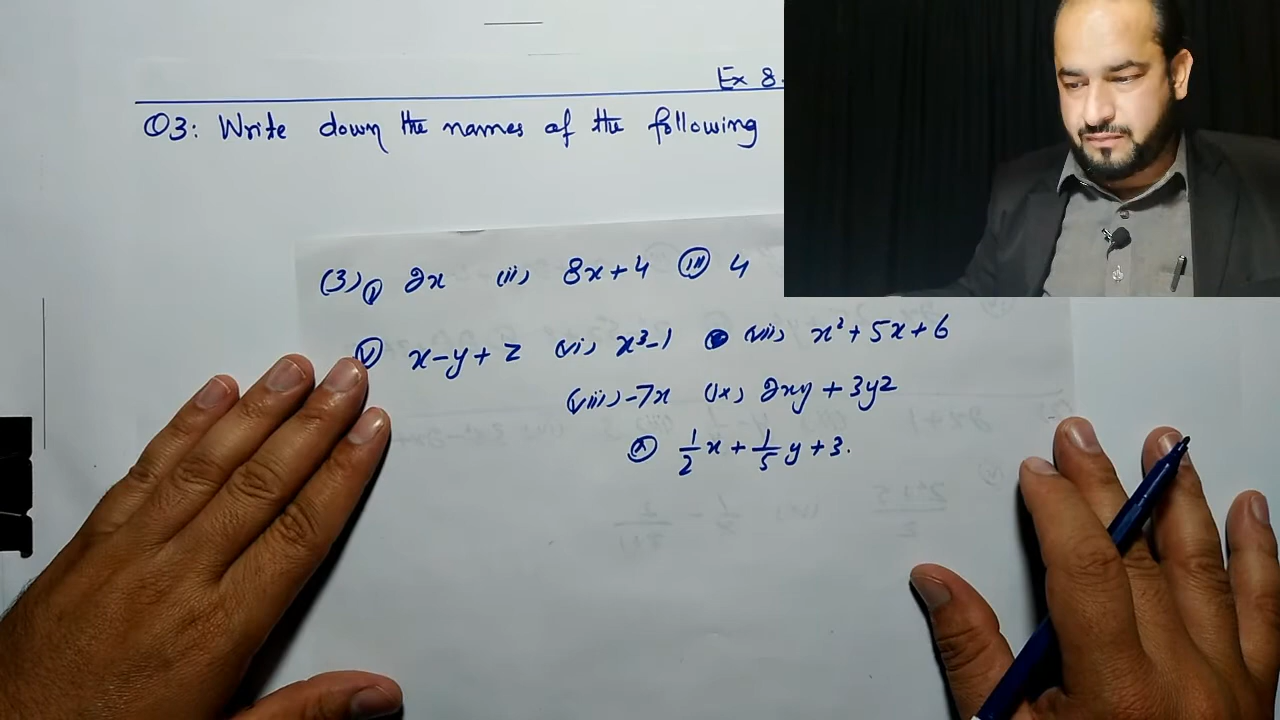 Ex 8.
Q3: Write down the names of the following
(3) (i) 2x (ii) 8x+4 (iii) 4
(v) x-y+z (vi) x³-1 (vii) x²+5x+6
(viii) -7x (ix) 2xy+3yz
(x) 1/2 x + 1/5 y + 3.